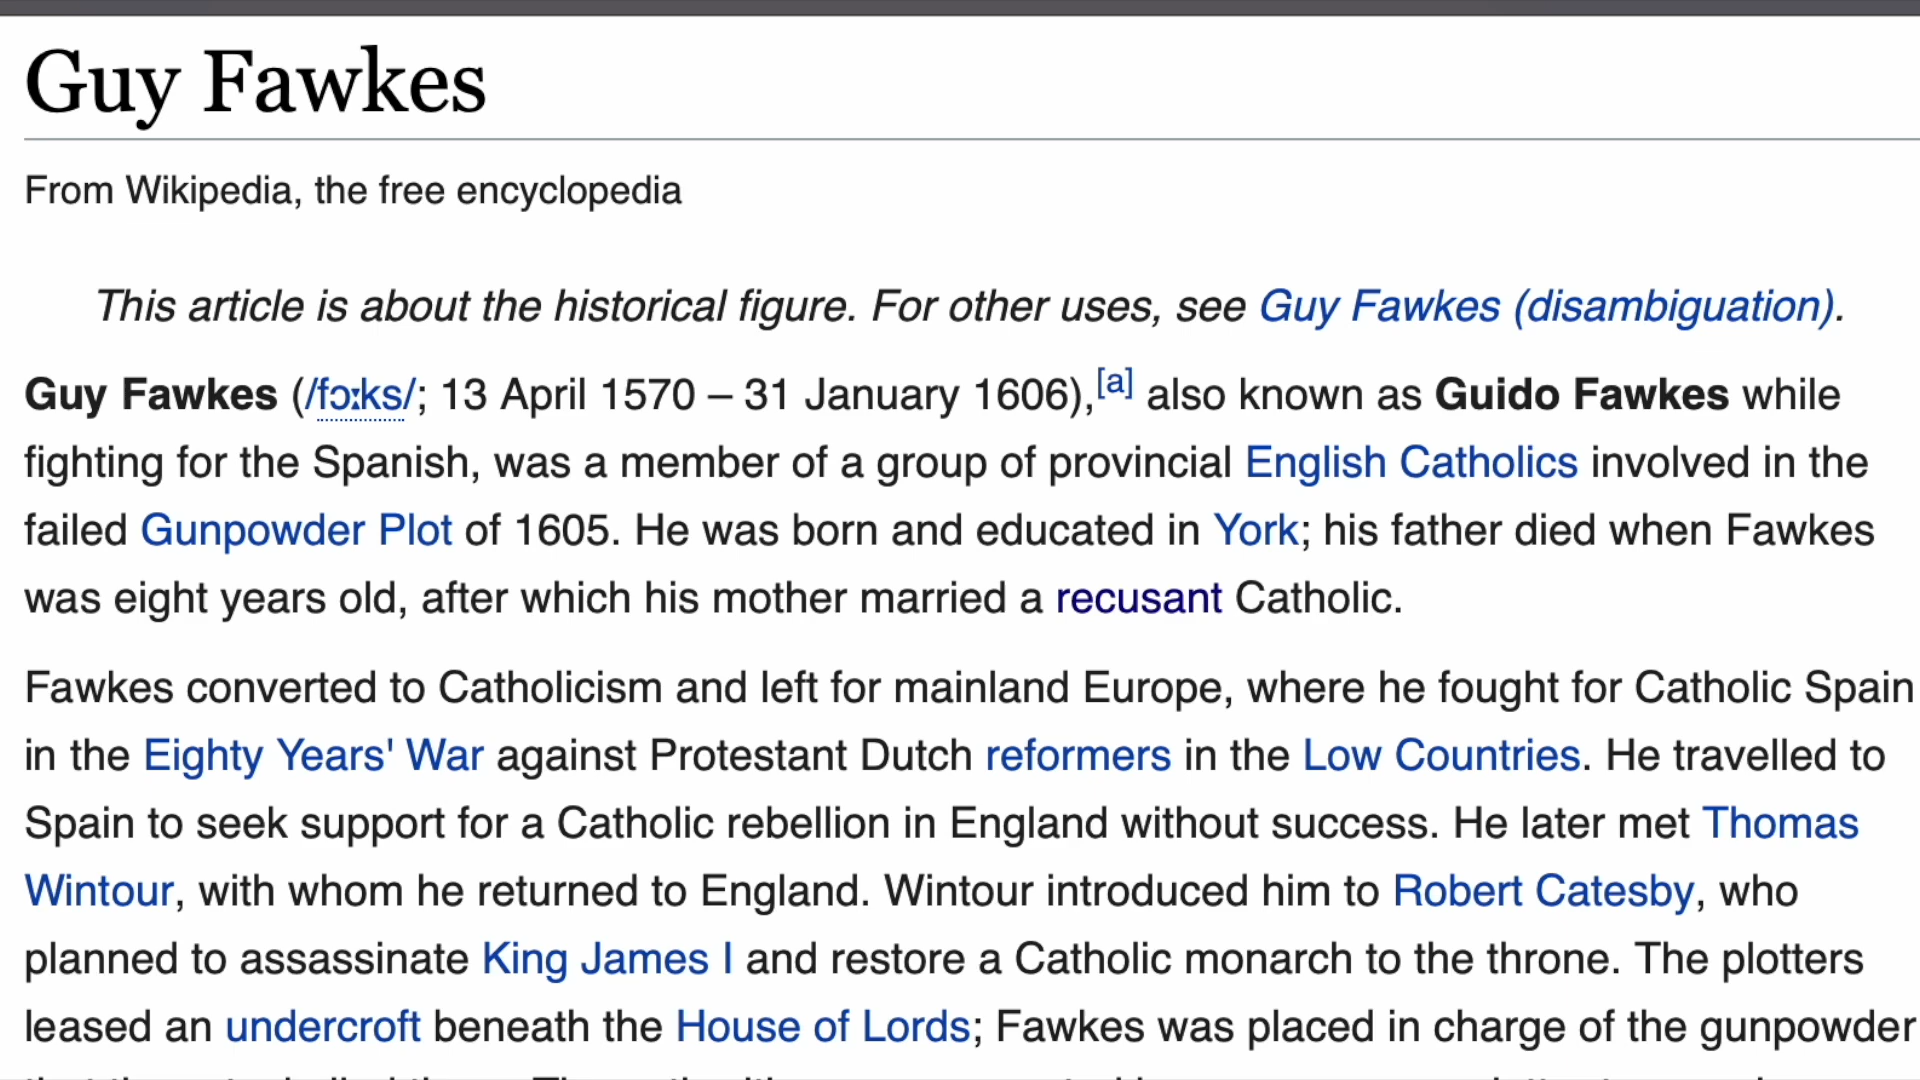 Guy Fawkes
From Wikipedia, the free encyclopedia
This article is about the historical figure. For other uses, see Guy Fawkes (disambiguation).
Guy Fawkes (/fɔːks/; 13 April 1570 – 31 January 1606),[a] also known as Guido Fawkes while
fighting for the Spanish, was a member of a group of provincial English Catholics involved in the
failed Gunpowder Plot of 1605. He was born and educated in York; his father died when Fawkes
was eight years old, after which his mother married a recusant Catholic.
Fawkes converted to Catholicism and left for mainland Europe, where he fought for Catholic Spain
in the Eighty Years' War against Protestant Dutch reformers in the Low Countries. He travelled to
Spain to seek support for a Catholic rebellion in England without success. He later met Thomas
Wintour, with whom he returned to England. Wintour introduced him to Robert Catesby, who
planned to assassinate King James I and restore a Catholic monarch to the throne. The plotters
leased an undercroft beneath the House of Lords; Fawkes was placed in charge of the gunpowder